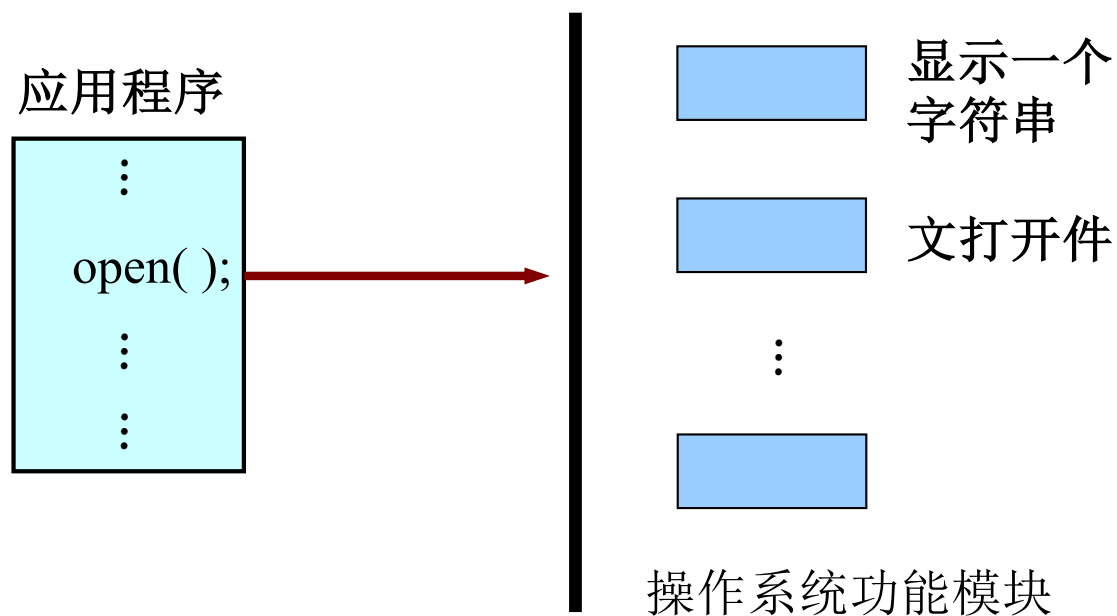 应用程序
⋮
open( );
⋮
⋮
显示一个
字符串
文打开件
⋮
操作系统功能模块